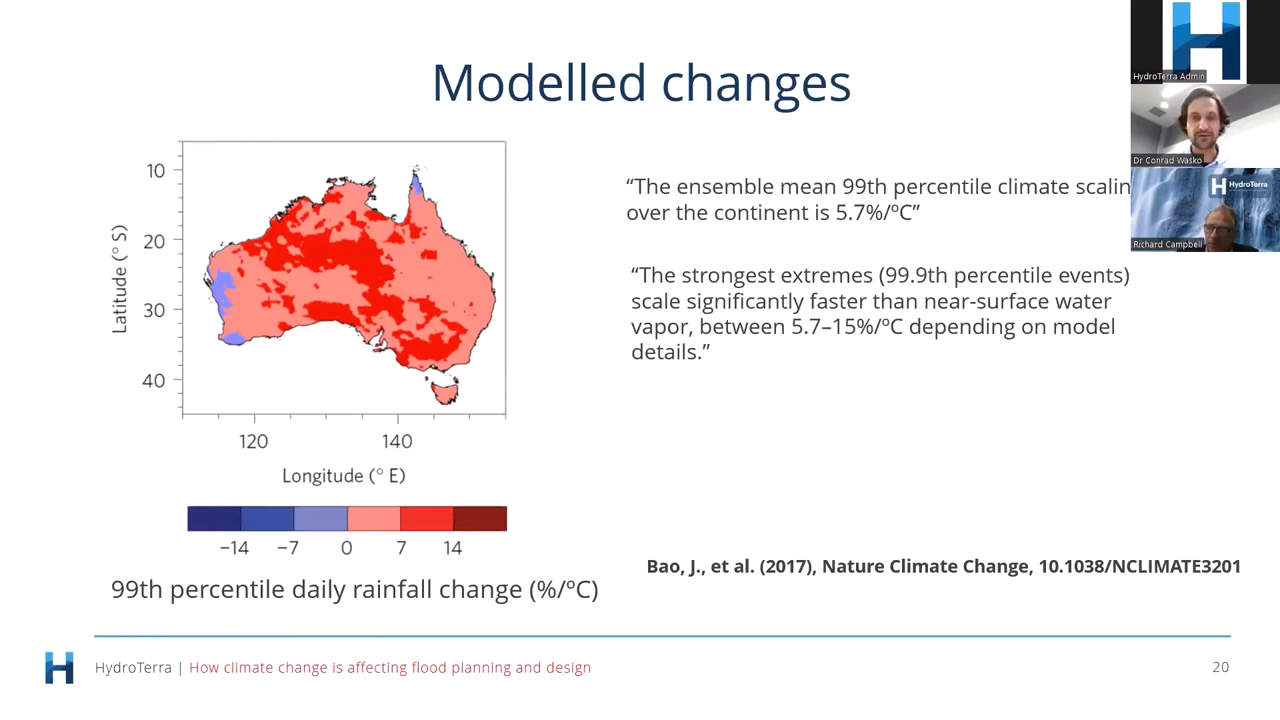 Modelled changes
10
20
30
40
Latitude (° S)
120
140
Longitude (° E)
−14
−7
0
7
14
99th percentile daily rainfall change (%/ºC)
“The ensemble mean 99th percentile climate scalin
over the continent is 5.7%/ºC”
“The strongest extremes (99.9th percentile events)
scale significantly faster than near-surface water
vapor, between 5.7–15%/ºC depending on model
details.”
Bao, J., et al. (2017), Nature Climate Change, 10.1038/NCLIMATE3201
HydroTerra | How climate change is affecting flood planning and design
20
HydroTerra Admin
Dr Conrad Wasko
HydroTerra
Richard Campbell